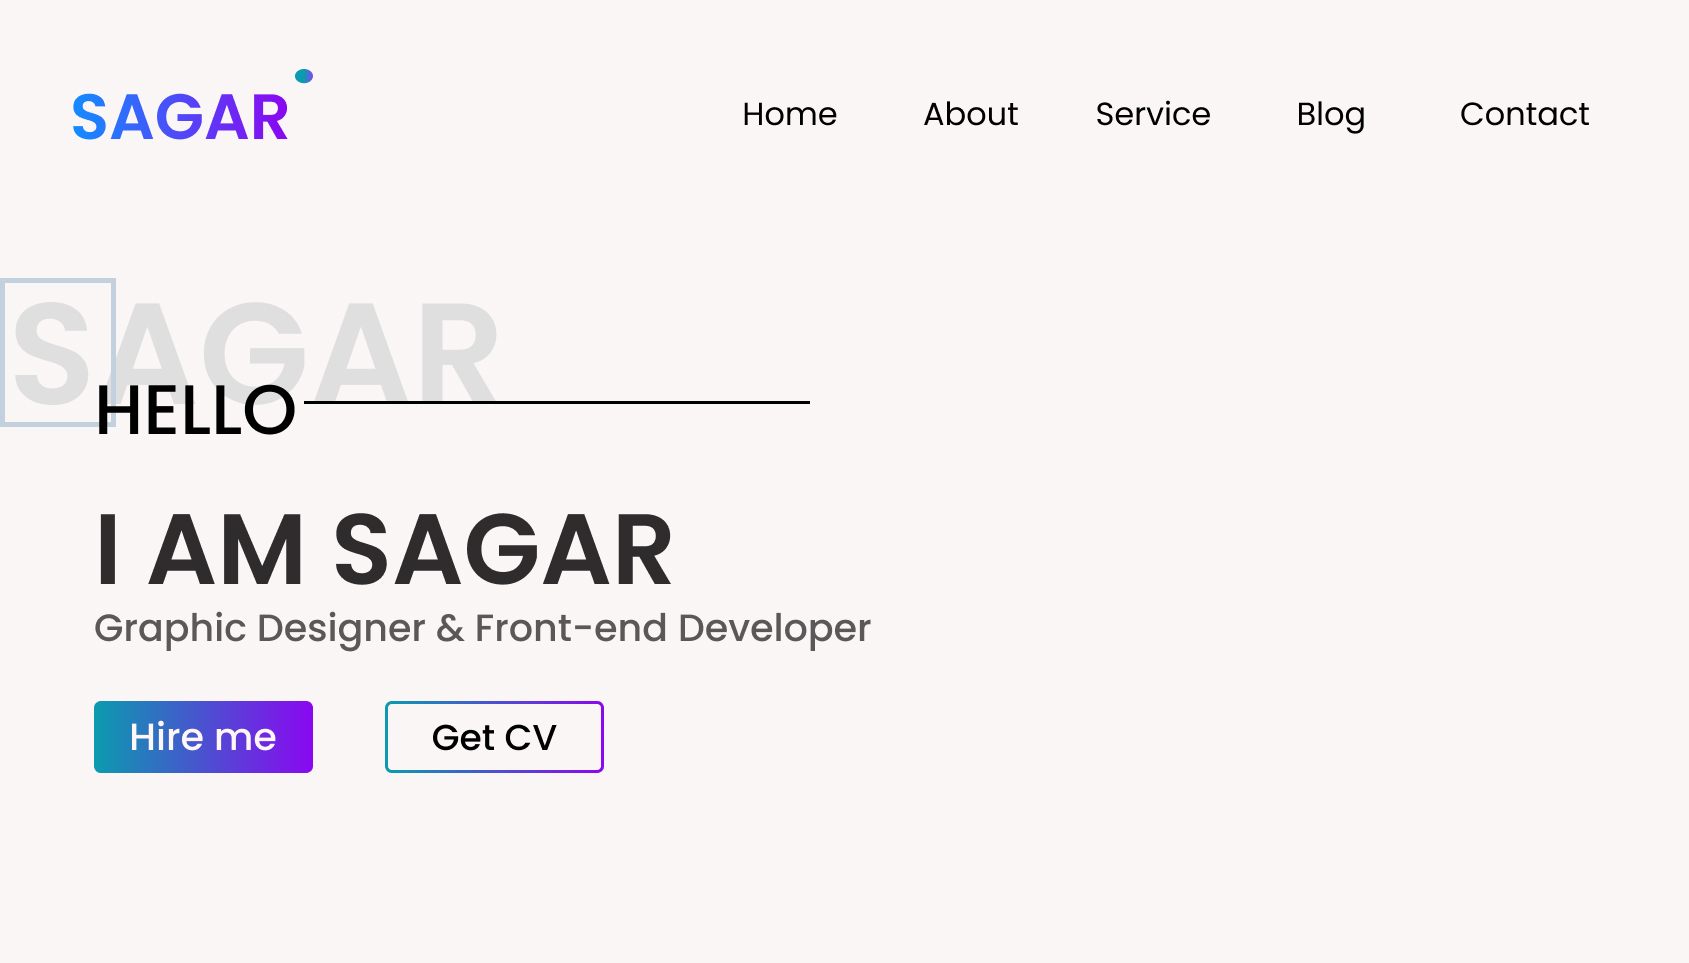 SAGAR
Home About Service Blog Contact
SAGAR
HELLO
I AM SAGAR
Graphic Designer & Front-end Developer
Hire me Get CV